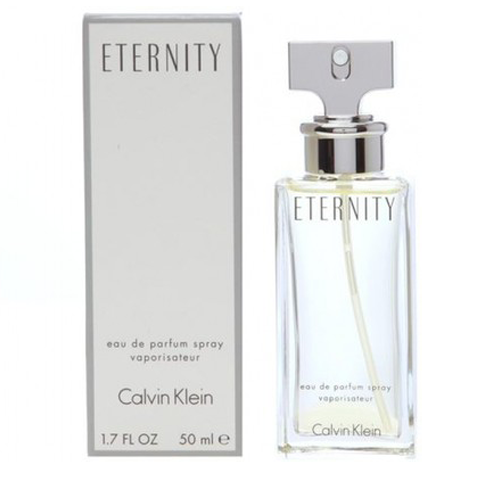 ETERNITY
eau de parfum spray
vaporisateur
Calvin Klein
1.7 FL OZ 50 ml e
ETERNITY
eau de parfum spray
vaporisateur
Calvin Klein